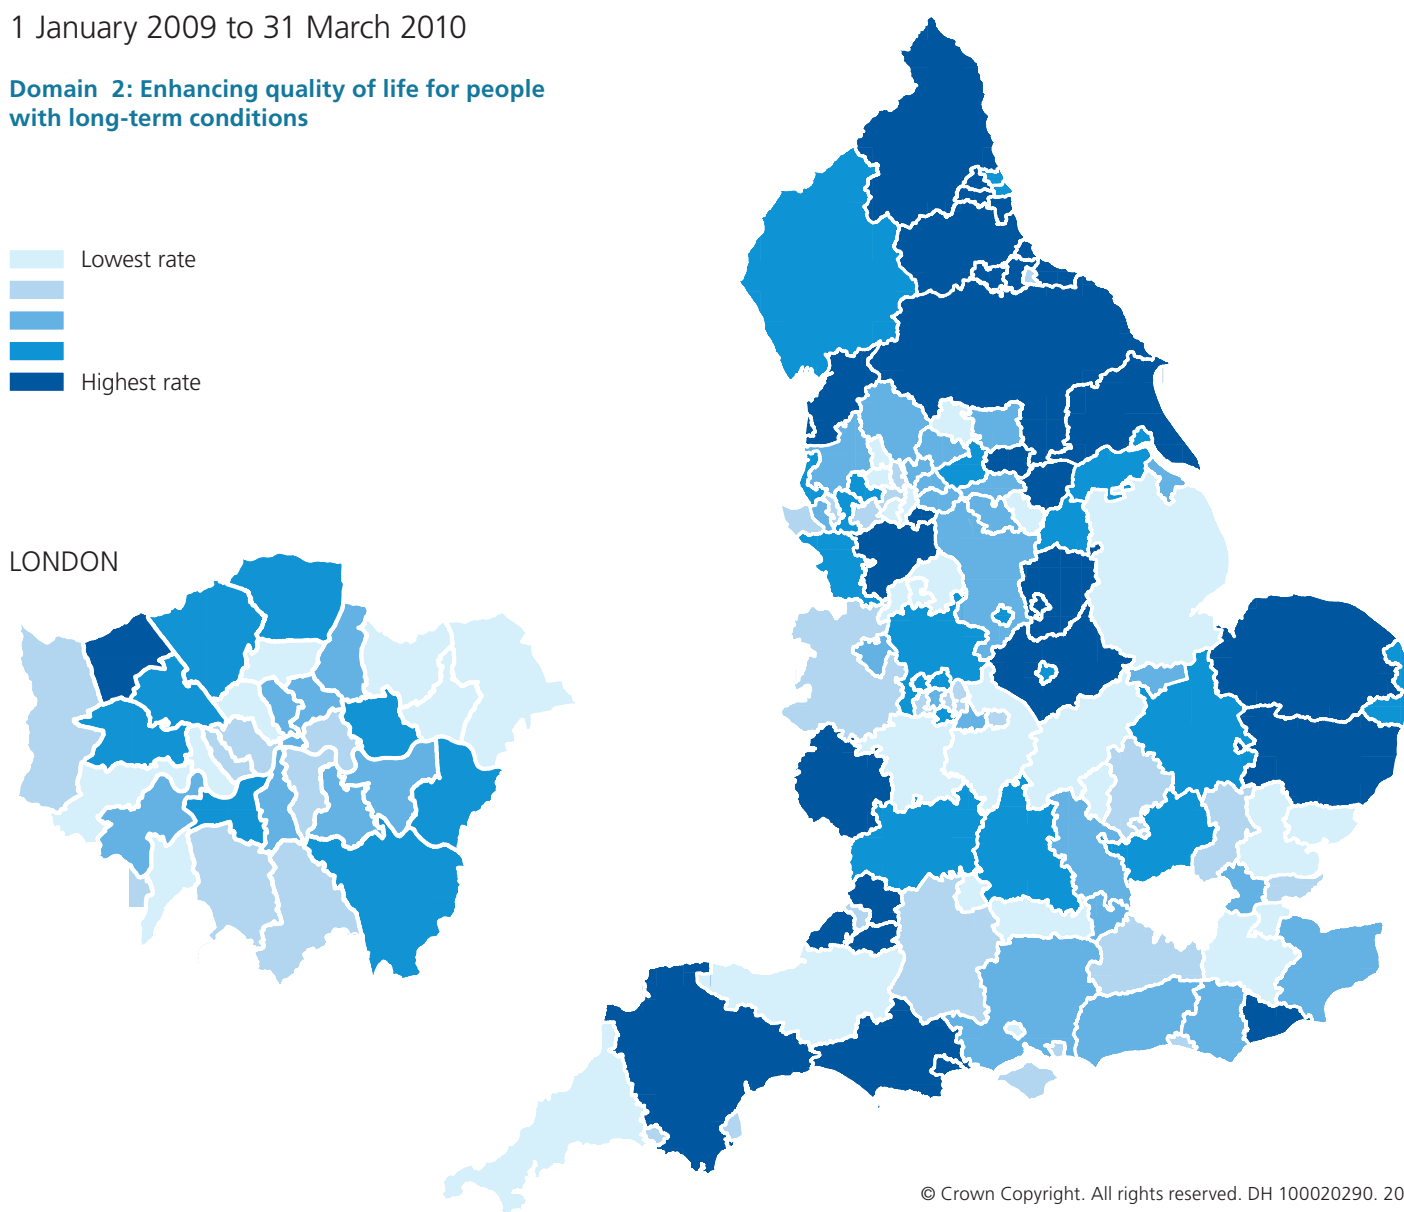 1 January 2009 to 31 March 2010
Domain 2: Enhancing quality of life for people
with long-term conditions
Lowest rate
Highest rate
LONDON
© Crown Copyright. All rights reserved. DH 100020290. 20